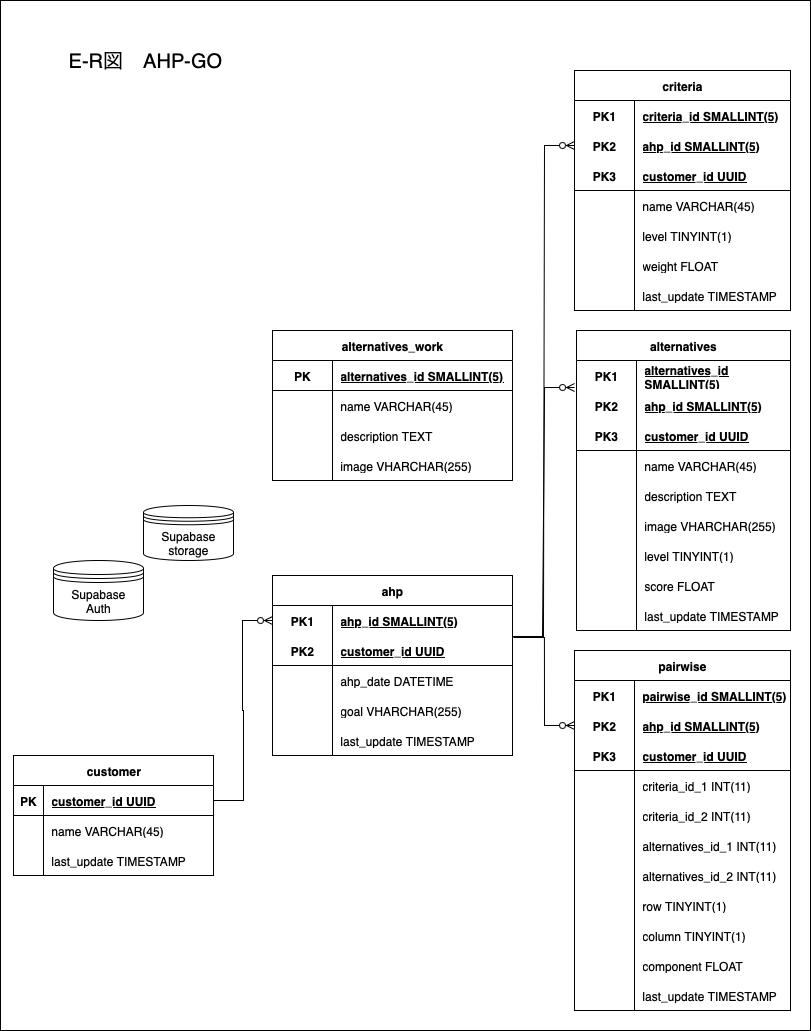 E-R図　AHP-GO
criteria
PK1 criteria_id SMALLINT(5)
PK2 ahp_id SMALLINT(5)
PK3 customer_id UUID
name VARCHAR(45)
level TINYINT(1)
weight FLOAT
last_update TIMESTAMP
alternatives_work
PK alternatives_id SMALLINT(5)
name VARCHAR(45)
description TEXT
image VHARCHAR(255)
alternatives
PK1 alternatives_id
SMALLINT(5)
PK2 ahp_id SMALLINT(5)
PK3 customer_id UUID
name VARCHAR(45)
description TEXT
image VHARCHAR(255)
level TINYINT(1)
score FLOAT
last_update TIMESTAMP
Supabase
storage
Supabase
Auth
ahp
PK1 ahp_id SMALLINT(5)
PK2 customer_id UUID
ahp_date DATETIME
goal VHARCHAR(255)
last_update TIMESTAMP
pairwise
PK1 pairwise_id SMALLINT(5)
PK2 ahp_id SMALLINT(5)
PK3 customer_id UUID
criteria_id_1 INT(11)
criteria_id_2 INT(11)
alternatives_id_1 INT(11)
alternatives_id_2 INT(11)
row TINYINT(1)
column TINYINT(1)
component FLOAT
last_update TIMESTAMP
customer
PK customer_id UUID
name VARCHAR(45)
last_update TIMESTAMP